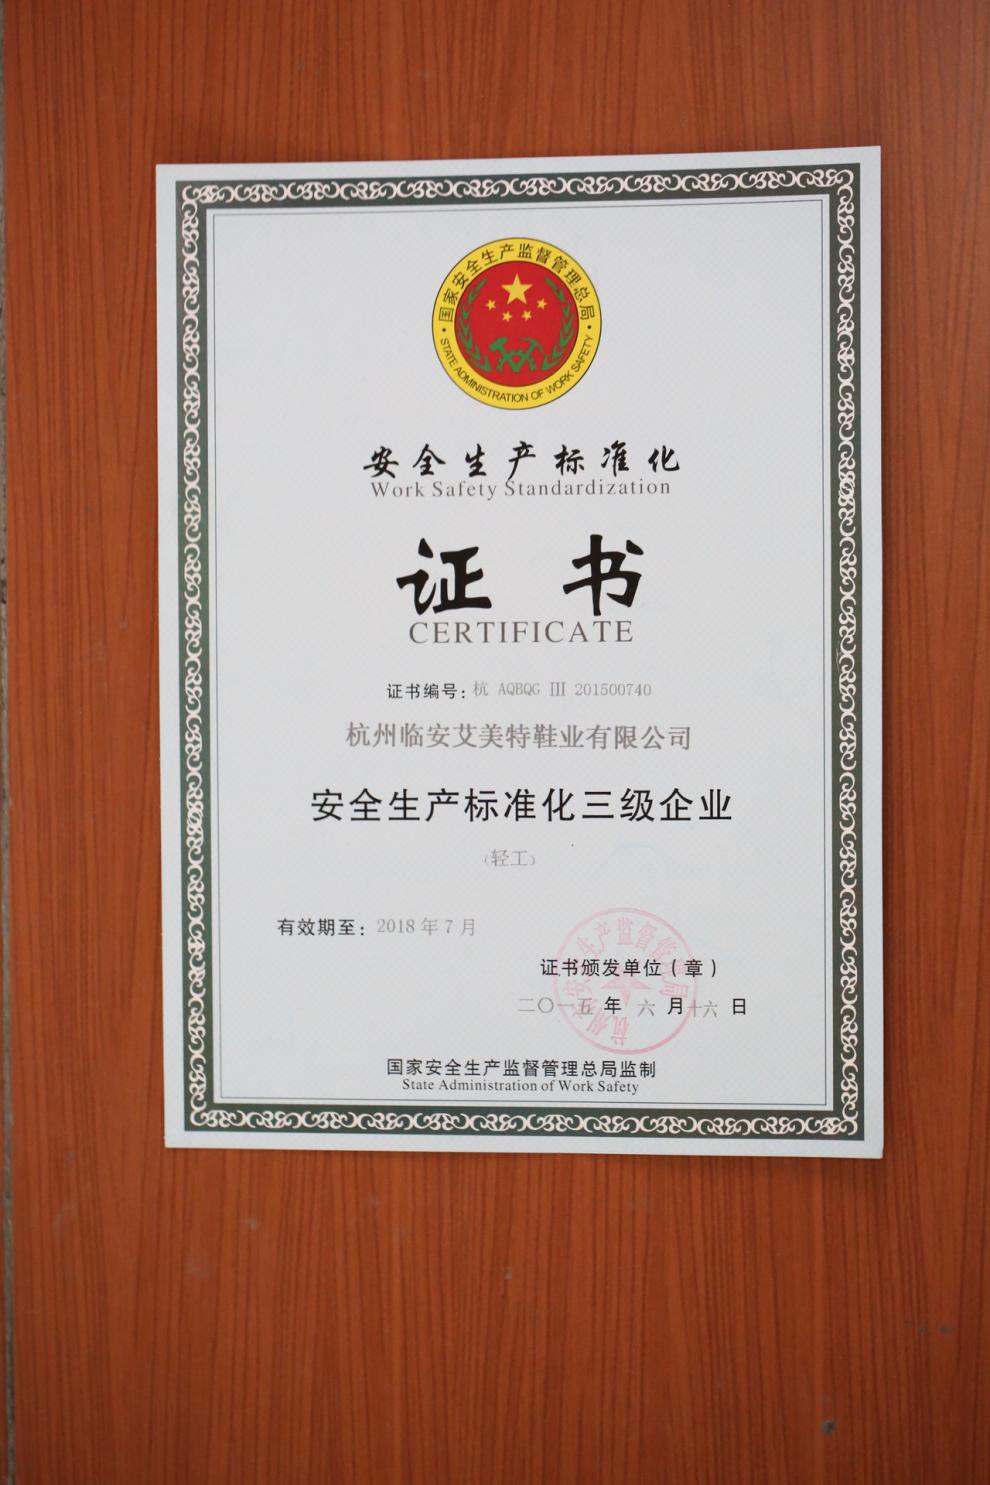 国家安全生产监督管理总局
STATE ADMINISTRATION OF WORK SAFETY
安全生产标准化
Work Safety Standardization
证书
CERTIFICATE
证书编号：杭 AQBQG III 201500740
杭州临安艾美特鞋业有限公司
安全生产标准化三级企业
（轻工）
有效期至：2018 年 7 月
证书颁发单位（章）
二〇一五 年 六 月十六 日
国家安全生产监督管理总局监制
State Administration of Work Safety